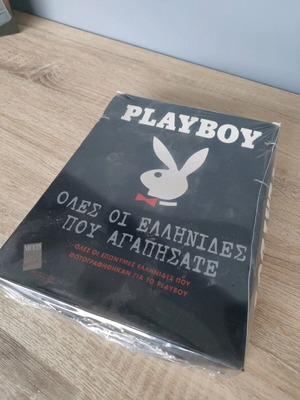 PLAYBOY
ΟΛΕΣ ΟΙ ΕΛΛΗΝΙΔΕΣ
ΠΟΥ ΑΓΑΠΗΣΑΤΕ
ΟΛΕΣ ΟΙ ΕΠΩΝΥΜΕΣ ΕΛΛΗΝΙΔΕΣ ΠΟΥ
ΦΩΤΟΓΡΑΦΗΘΗΚΑΝ ΓΙΑ ΤΟ PLAYBOY